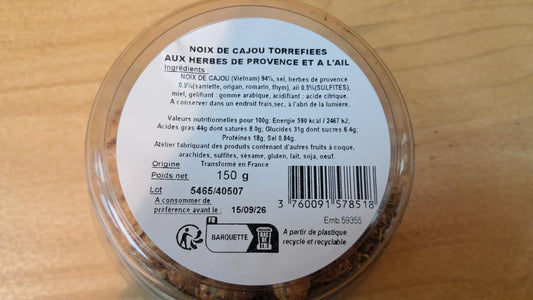 NOIX DE CAJOU TORREFIEES
AUX HERBES DE PROVENCE ET A L'AIL
Ingrédients :
NOIX DE CAJOU (Vietnam) 94%, sel, herbes de provence
0.9%(sarriette, origan, romarin, thym), ail 0.5%(SULFITES),
miel, gélifiant : gomme arabique, acidifiant : acide citrique.
A conserver dans un endroit frais,sec, à l'abri de la lumière.
Valeurs nutritionnelles pour 100g: Energie 590 kcal / 2467 kJ;
Acides gras 44g dont saturés 8.0g; Glucides 31g dont sucres 6.4g;
Protéines 18g; Sel 0.84g.
Atelier fabriquant des produits contenant d'autres fruits à coque,
arachides, sulfites, sésame, gluten, lait, soja, oeuf.
Origine Transformé en France
Poids net 150 g
Lot 5465/40507
A consommer de
préférence avant le : 15/09/26
3 760091 578518
Emb 59355
FR
BARQUETTE
BAC DE TRI
A partir de plastique
recyclé et recyclable